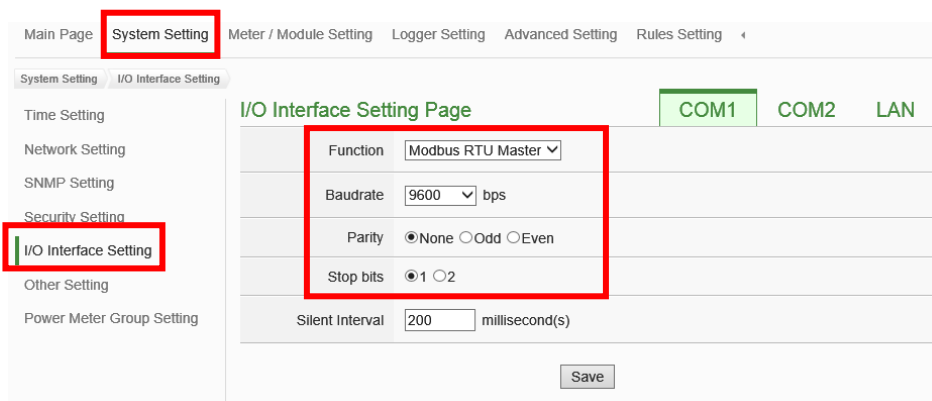 Main Page System Setting Meter / Module Setting Logger Setting Advanced Setting Rules Setting
System Setting I/O Interface Setting
Time Setting
Network Setting
SNMP Setting
Security Setting
I/O Interface Setting
Other Setting
Power Meter Group Setting
I/O Interface Setting Page COM1 COM2 LAN
Function Modbus RTU Master
Baudrate 9600 bps
Parity None Odd Even
Stop bits 1 2
Silent Interval 200 millisecond(s)
Save